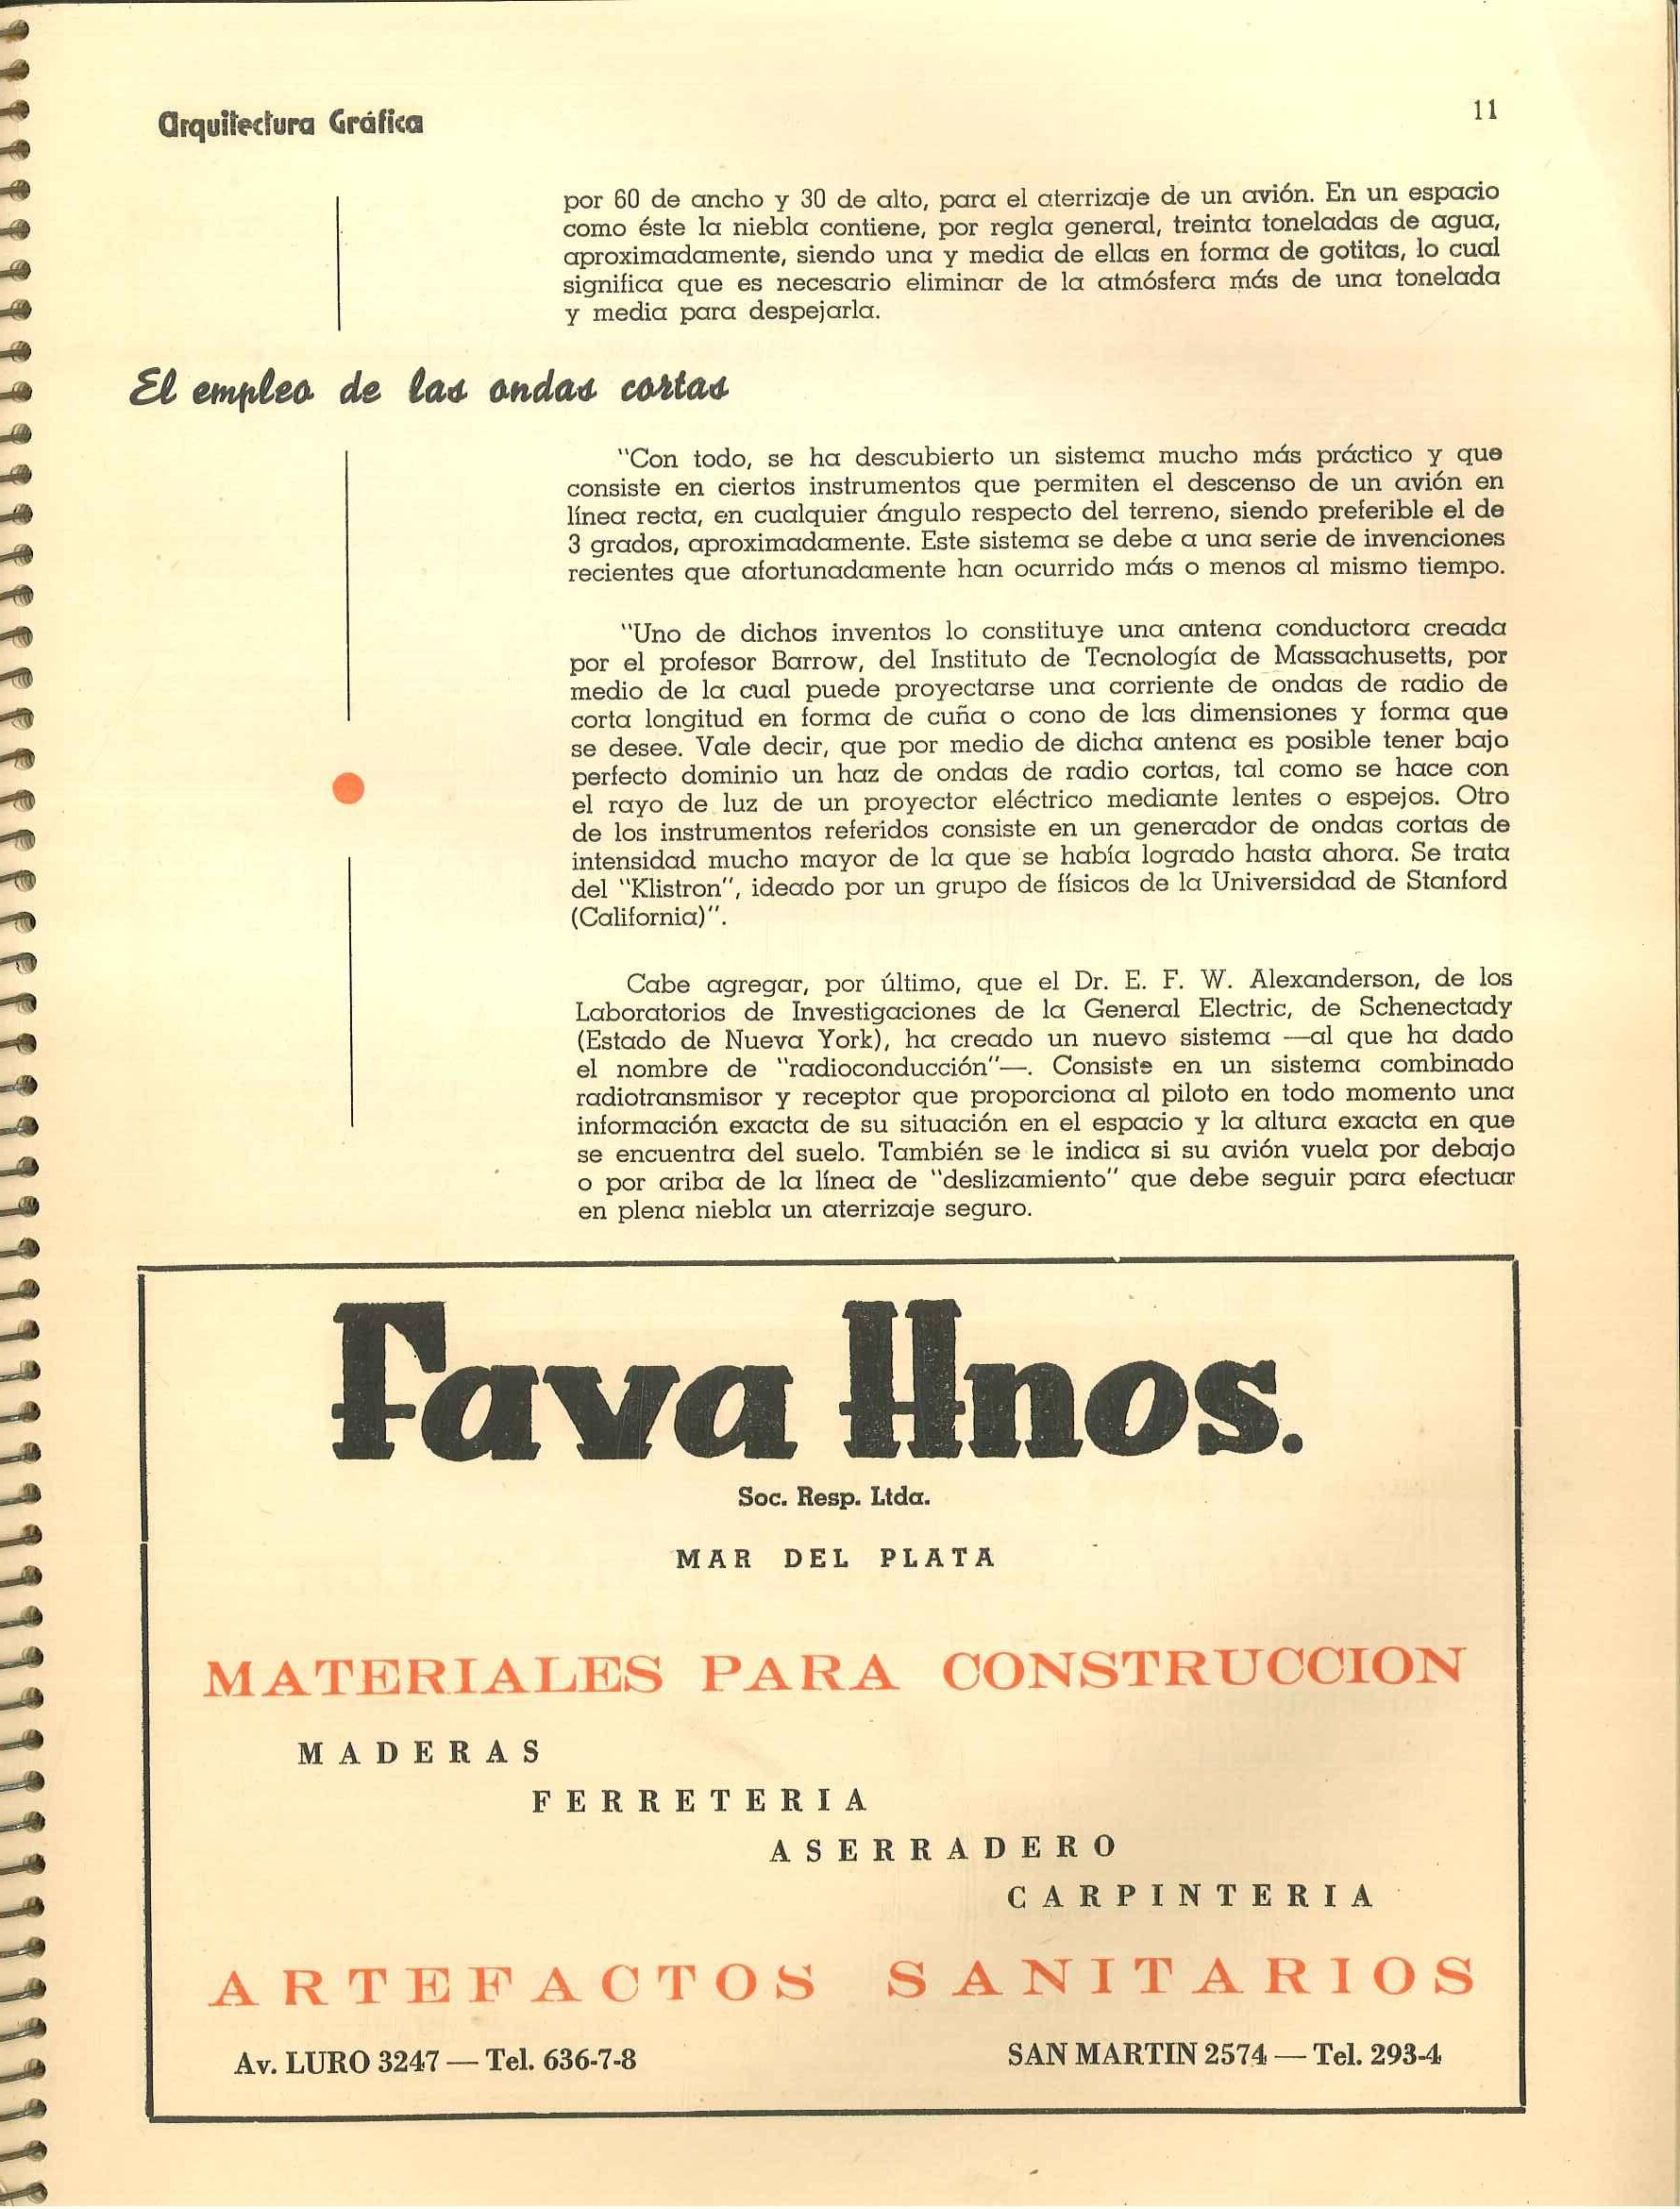 Arquitectura Gráfica
11
por 60 de ancho y 30 de alto, para el aterrizaje de un avión. En un espacio
como éste la niebla contiene, por regla general, treinta toneladas de agua,
aproximadamente, siendo una y media de ellas en forma de gotitas, lo cual
significa que es necesario eliminar de la atmósfera más de una tonelada
y media para despejarla.
El empleo de las ondas cortas
"Con todo, se ha descubierto un sistema mucho más práctico y que
consiste en ciertos instrumentos que permiten el descenso de un avión en
línea recta, en cualquier ángulo respecto del terreno, siendo preferible el de
3 grados, aproximadamente. Este sistema se debe a una serie de invenciones
recientes que afortunadamente han ocurrido más o menos al mismo tiempo.
"Uno de dichos inventos lo constituye una antena conductora creada
por el profesor Barrow, del Instituto de Tecnología de Massachusetts, por
medio de la cual puede proyectarse una corriente de ondas de radio de
corta longitud en forma de cuña o cono de las dimensiones y forma que
se desee. Vale decir, que por medio de dicha antena es posible tener bajo
perfecto dominio un haz de ondas de radio cortas, tal como se hace con
el rayo de luz de un proyector eléctrico mediante lentes o espejos. Otro
de los instrumentos referidos consiste en un generador de ondas cortas de
intensidad mucho mayor de la que se había logrado hasta ahora. Se trata
del "Klistron", ideado por un grupo de físicos de la Universidad de Stanford
(California)".
Cabe agregar, por último, que el Dr. E. F. W. Alexanderson, de los
Laboratorios de Investigaciones de la General Electric, de Schenectady
(Estado de Nueva York), ha creado un nuevo sistema —al que ha dado
el nombre de "radioconducción"—. Consiste en un sistema combinado
radiotransmisor y receptor que proporciona al piloto en todo momento una
información exacta de su situación en el espacio y la altura exacta en que
se encuentra del suelo. También se le indica si su avión vuela por debajo
o por ariba de la línea de "deslizamiento" que debe seguir para efectuar
en plena niebla un aterrizaje seguro.
Fava Hnos.
Soc. Resp. Ltda.
MAR DEL PLATA
MATERIALES PARA CONSTRUCCION
MADERAS
FERRETERIA
ASERRADERO
CARPINTERIA
ARTEFACTOS SANITARIOS
Av. LURO 3247 — Tel. 636-7-8
SAN MARTIN 2574 — Tel. 293-4